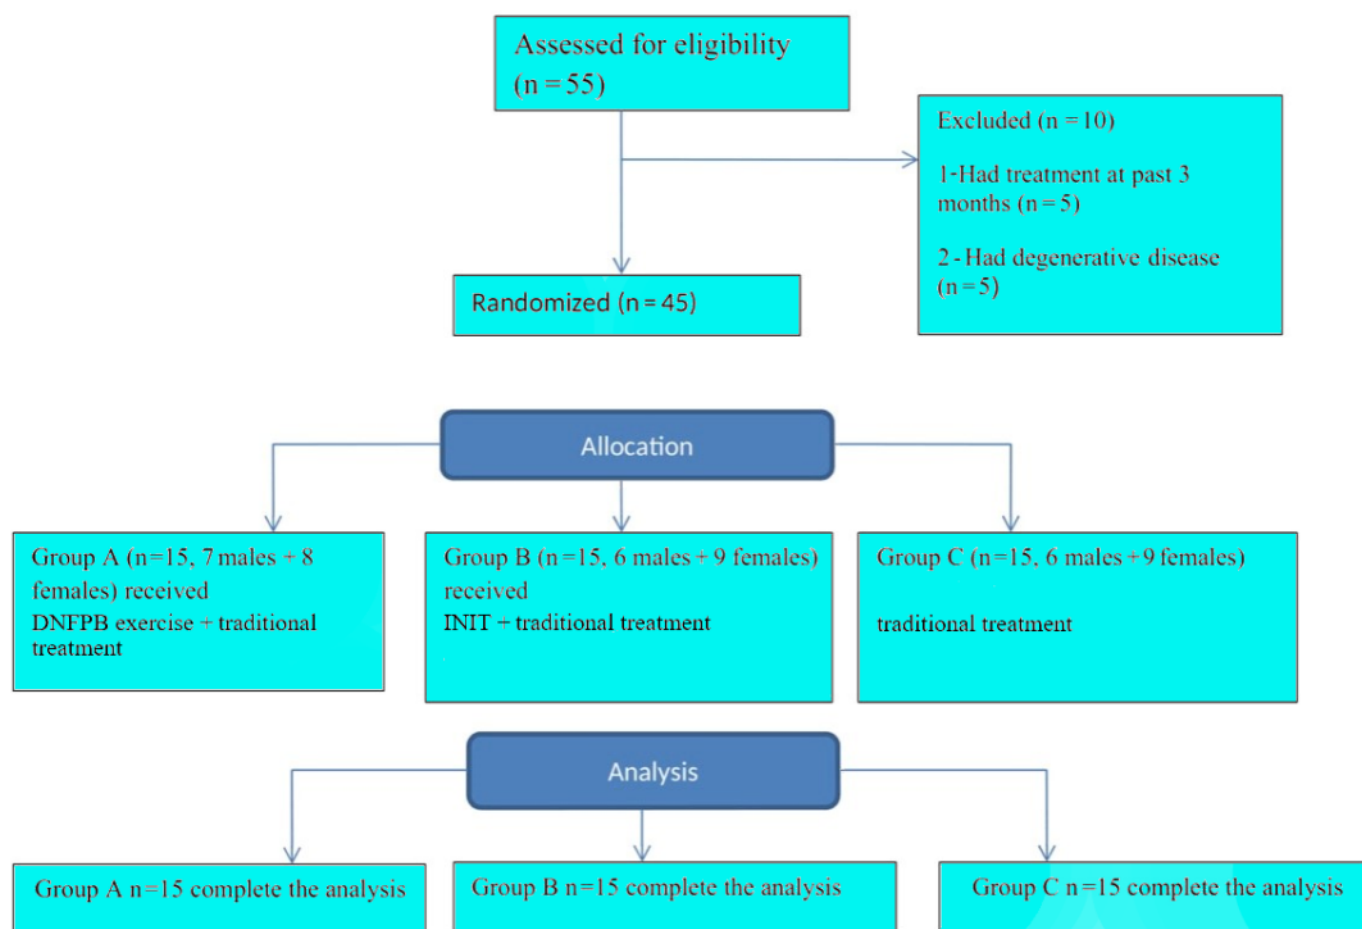 Assessed for eligibility
(n = 55)
Excluded (n = 10)
1-Had treatment at past 3
months (n = 5)
2 - Had degenerative disease
(n = 5)
Randomized (n = 45)
Allocation
Group A (n=15, 7 males + 8
females) received
DNFPB exercise + traditional
treatment
Group B (n=15, 6 males + 9 females)
received
INIT + traditional treatment
Group C (n=15, 6 males +9 females)
traditional treatment
Analysis
Group A n=15 complete the analysis
Group B n=15 complete the analysis
Group C n=15 complete the analysis